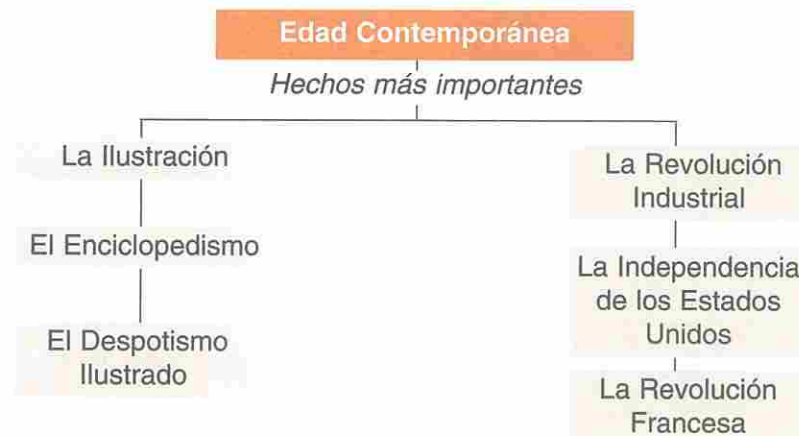 Edad Contemporánea
Hechos más importantes
La Ilustración
El Enciclopedismo
El Despotismo
Ilustrado
La Revolución
Industrial
La Independencia
de los Estados
Unidos
La Revolución
Francesa